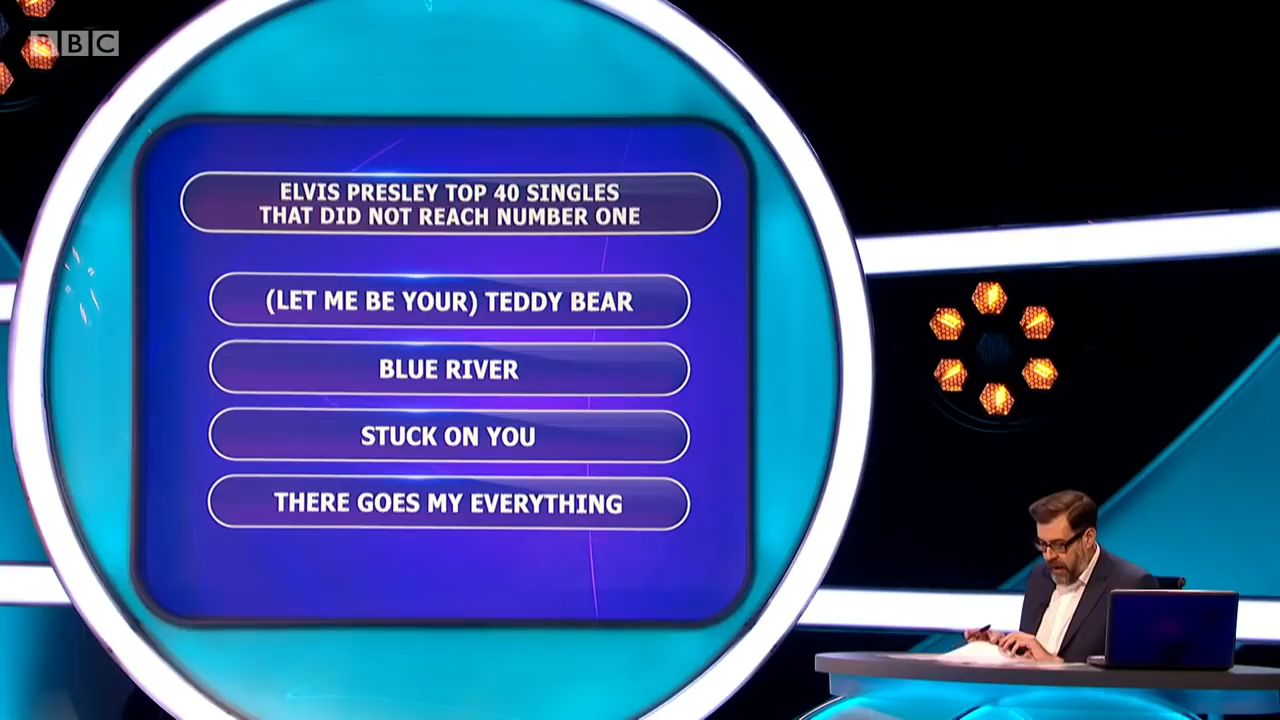 BBC
ELVIS PRESLEY TOP 40 SINGLES
THAT DID NOT REACH NUMBER ONE
(LET ME BE YOUR) TEDDY BEAR
BLUE RIVER
STUCK ON YOU
THERE GOES MY EVERYTHING